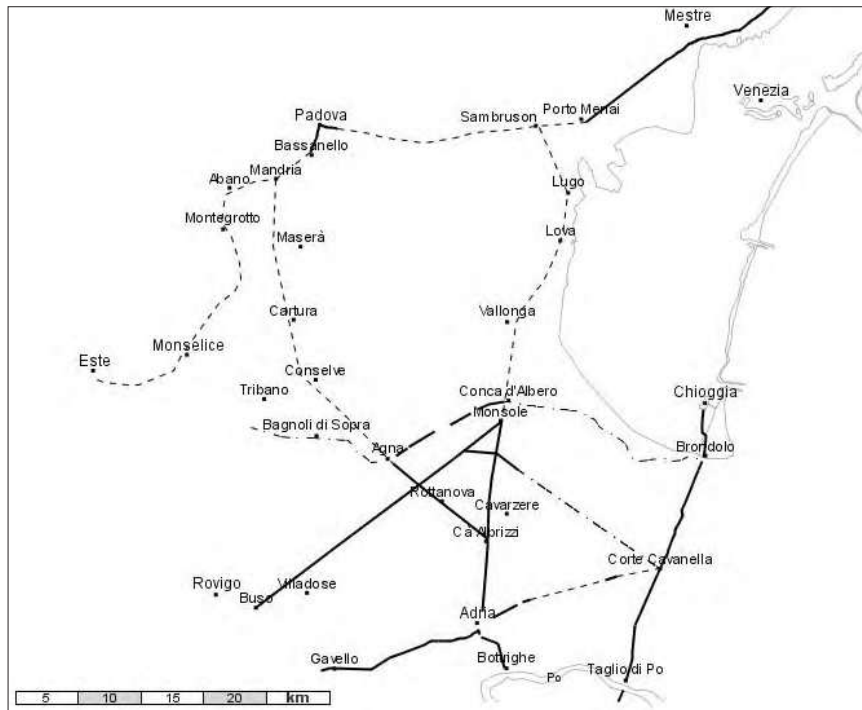 Mestre
Venezia
Padova
Sambruson
Porto Menai
Bassanello
Mandria
Abano
Lugo
Montegrotto
Maserà
Lova
Cartura
Vallonga
Monselice
Este
Conselve
Tribano
Conca d'Albero
Chioggia
Monsole
Bagnoli di Sopra
Agna
Brondolo
Rottanova
Cavarzere
Ca Albrizzi
Corte Cavanella
Rovigo
Villadose
Buso
Adria
Gavello
Bottrighe
Po
Taglio di Po
5 10 15 20 km